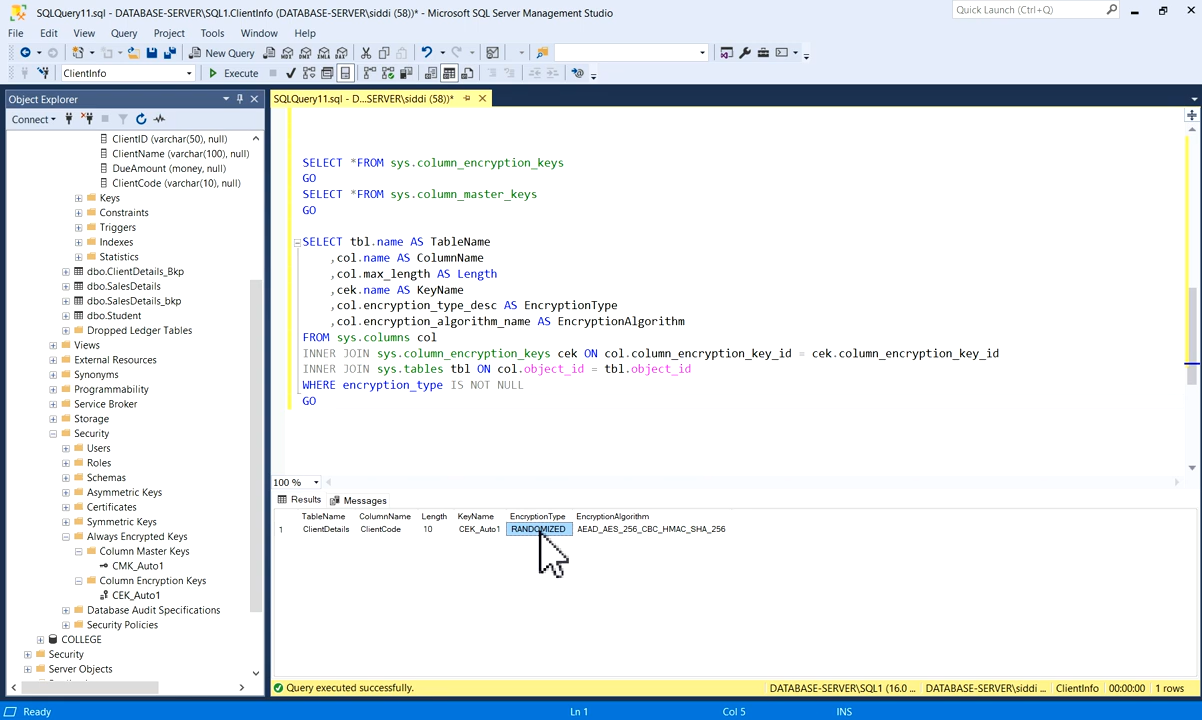 SQLQuery11.sql - DATABASE-SERVER\SQL1.ClientInfo (DATABASE-SERVER\siddi (58))* - Microsoft SQL Server Management Studio
Quick Launch (Ctrl+Q)
File Edit View Query Project Tools Window Help
New Query
ClientInfo Execute
Object Explorer
SQLQuery11.sql - D...SERVER\siddi (58))*
Connect
ClientID (varchar(50), null)
ClientName (varchar(100), null)
DueAmount (money, null)
ClientCode (varchar(10), null)
Keys
Constraints
Triggers
Indexes
Statistics
dbo.ClientDetails_Bkp
dbo.SalesDetails
dbo.SalesDetails_bkp
dbo.Student
Dropped Ledger Tables
Views
External Resources
Synonyms
Programmability
Service Broker
Storage
Security
Users
Roles
Schemas
Asymmetric Keys
Certificates
Symmetric Keys
Always Encrypted Keys
Column Master Keys
CMK_Auto1
Column Encryption Keys
CEK_Auto1
Database Audit Specifications
Security Policies
COLLEGE
Security
Server Objects
SELECT *FROM sys.column_encryption_keys
GO
SELECT *FROM sys.column_master_keys
GO
SELECT tbl.name AS TableName
,col.name AS ColumnName
,col.max_length AS Length
,cek.name AS KeyName
,col.encryption_type_desc AS EncryptionType
,col.encryption_algorithm_name AS EncryptionAlgorithm
FROM sys.columns col
INNER JOIN sys.column_encryption_keys cek ON col.column_encryption_key_id = cek.column_encryption_key_id
INNER JOIN sys.tables tbl ON col.object_id = tbl.object_id
WHERE encryption_type IS NOT NULL
GO
100 %
Results Messages
TableName ColumnName Length KeyName EncryptionType EncryptionAlgorithm
1 ClientDetails ClientCode 10 CEK_Auto1 RANDOMIZED AEAD_AES_256_CBC_HMAC_SHA_256
Query executed successfully. DATABASE-SERVER\SQL1 (16.0 ... DATABASE-SERVER\siddi ... ClientInfo 00:00:00 1 rows
Ready Ln 1 Col 5 INS